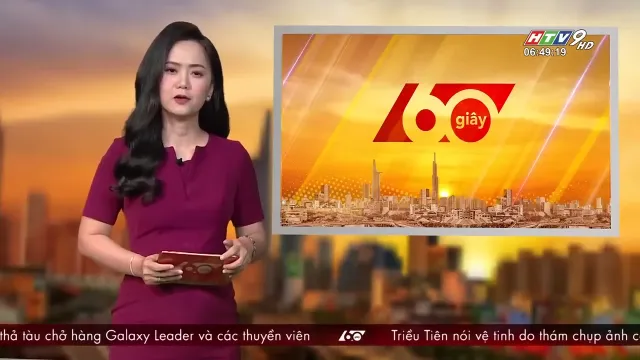 HTV9 HD
06:49:19
60 giây
thả tàu chở hàng Galaxy Leader và các thuyền viên 60 Triều Tiên nói vệ tinh do thám chụp ảnh c